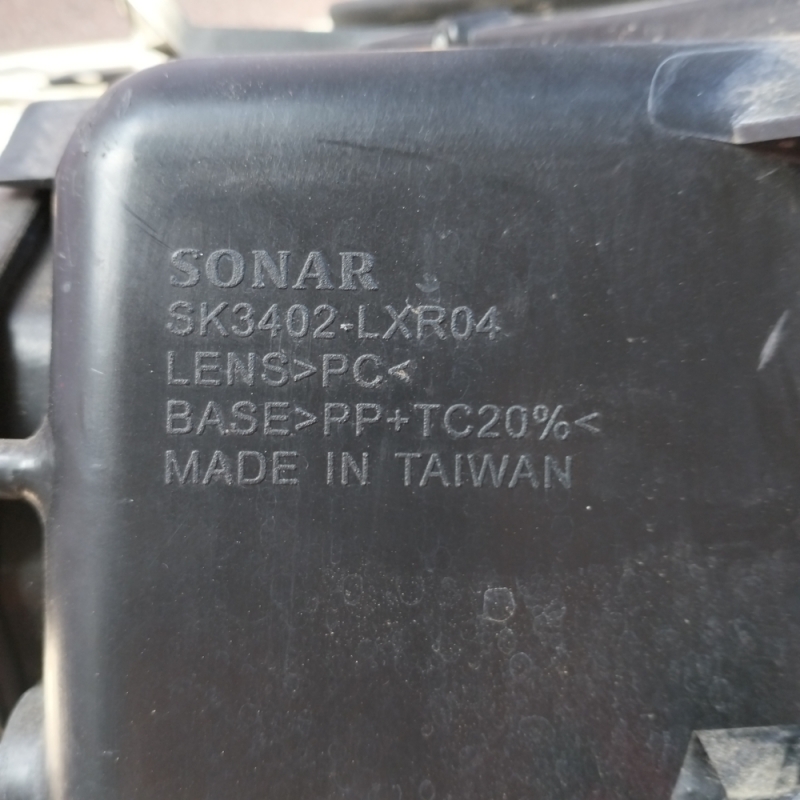 SONAR
SK3402-LXR04
LENS>PC<
BASE>PP+TC20%<
MADE IN TAIWAN